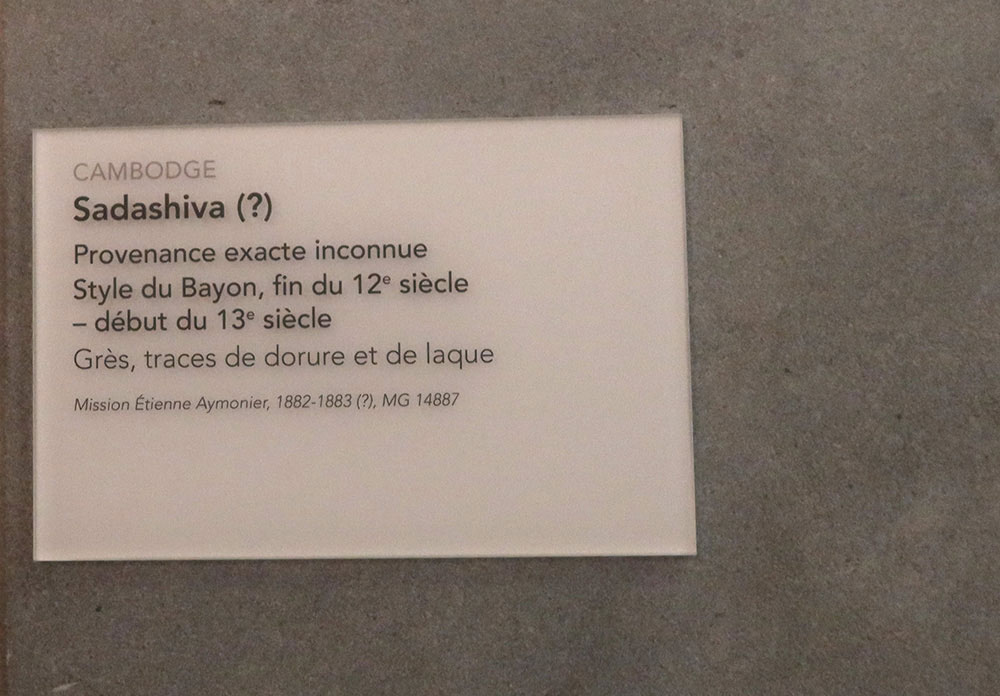 CAMBODGE
Sadashiva (?)
Provenance exacte inconnue
Style du Bayon, fin du 12e siècle
– début du 13e siècle
Grès, traces de dorure et de laque
Mission Étienne Aymonier, 1882-1883 (?), MG 14887